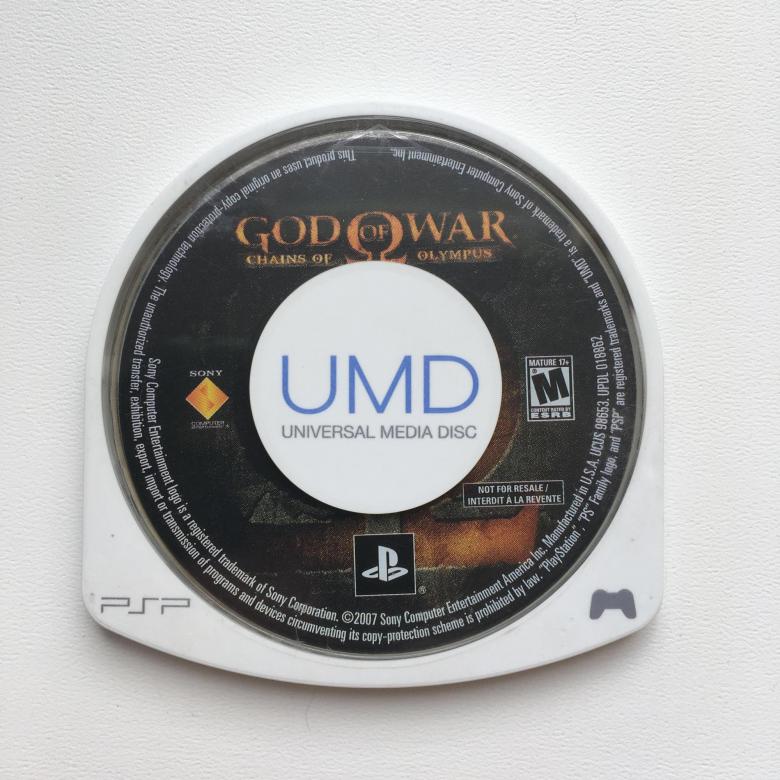 GOD OF WAR
CHAINS OF OLYMPUS
UMD
UNIVERSAL MEDIA DISC
SONY
COMPUTER
ENTERTAINMENT
MATURE 17+
M
CONTENT RATED BY
ESRB
NOT FOR RESALE /
INTERDIT À LA REVENTE
®
PSP
Sony Computer Entertainment logo is a registered trademark of Sony Corporation. ©2007 Sony Computer Entertainment America Inc. Manufactured in U.S.A. UCUS 98653. UPDL 018862
This product uses an original copy-protection technology. The unauthorized transfer, exhibition, export, import or transmission of programs and devices circumventing its copy-protection scheme is prohibited by law. "PlayStation", "PS" Family logo, and "PSP" are registered trademarks and "UMD" is a trademark of Sony Computer Entertainment Inc.